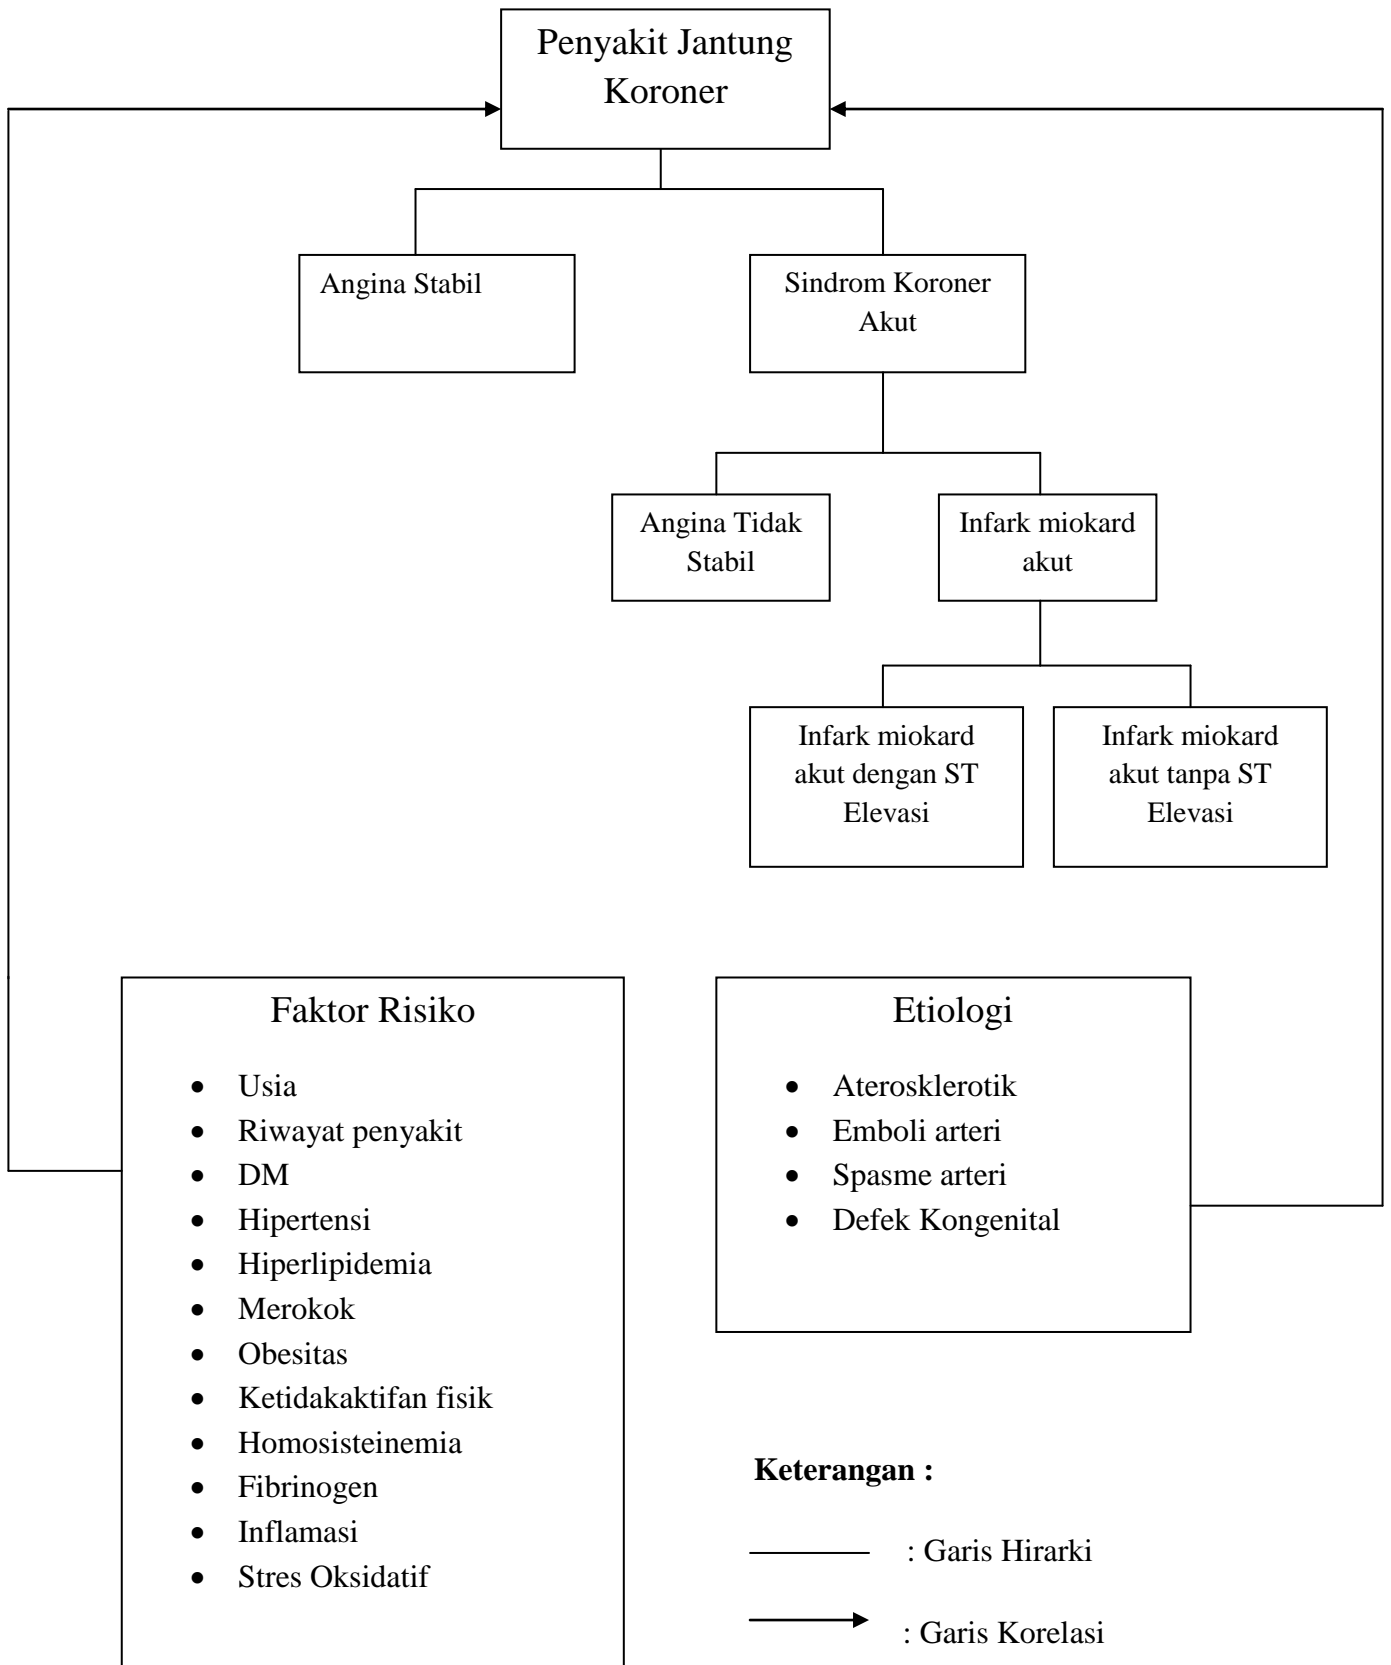 Penyakit Jantung
Koroner
Angina Stabil
Sindrom Koroner
Akut
Angina Tidak
Stabil
Infark miokard
akut
Infark miokard
akut dengan ST
Elevasi
Infark miokard
akut tanpa ST
Elevasi
Faktor Risiko
• Usia
• Riwayat penyakit
• DM
• Hipertensi
• Hiperlipidemia
• Merokok
• Obesitas
• Ketidakaktifan fisik
• Homosisteinemia
• Fibrinogen
• Inflamasi
• Stres Oksidatif
Etiologi
• Aterosklerotik
• Emboli arteri
• Spasme arteri
• Defek Kongenital
Keterangan :
: Garis Hirarki
: Garis Korelasi